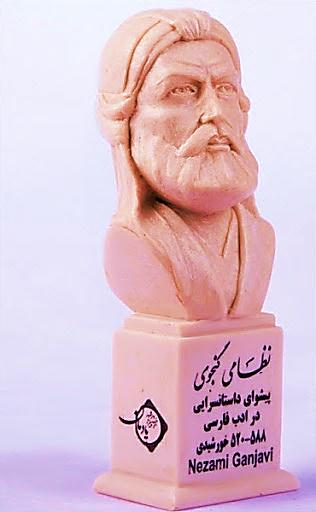 نظامی گنجوی
پیشوای داستانسرایی
در ادب فارسی
۵۲۰-۵۸۸ خورشیدی
Nezami Ganjavi